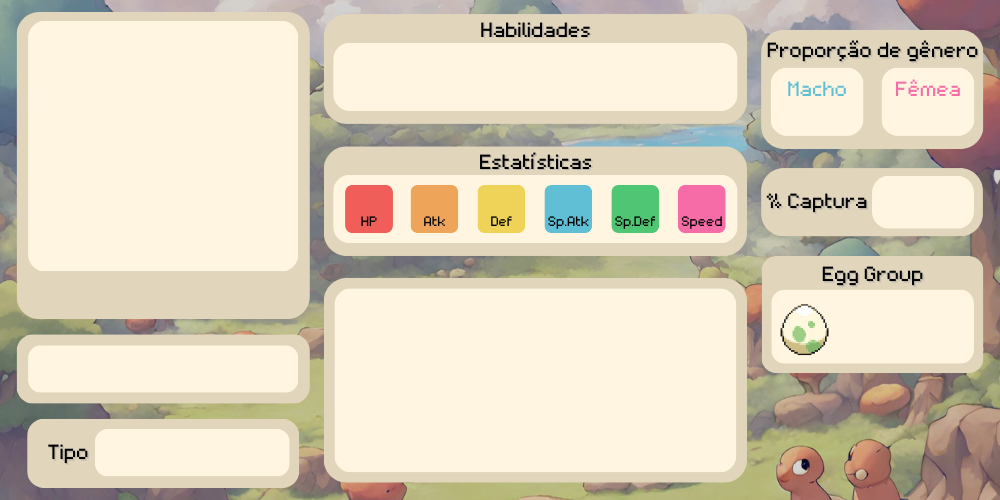 Habilidades
Proporção de gênero
Macho
Fêmea
Estatísticas
HP
Atk
Def
Sp.Atk
Sp.Def
Speed
% Captura
Egg Group
Tipo